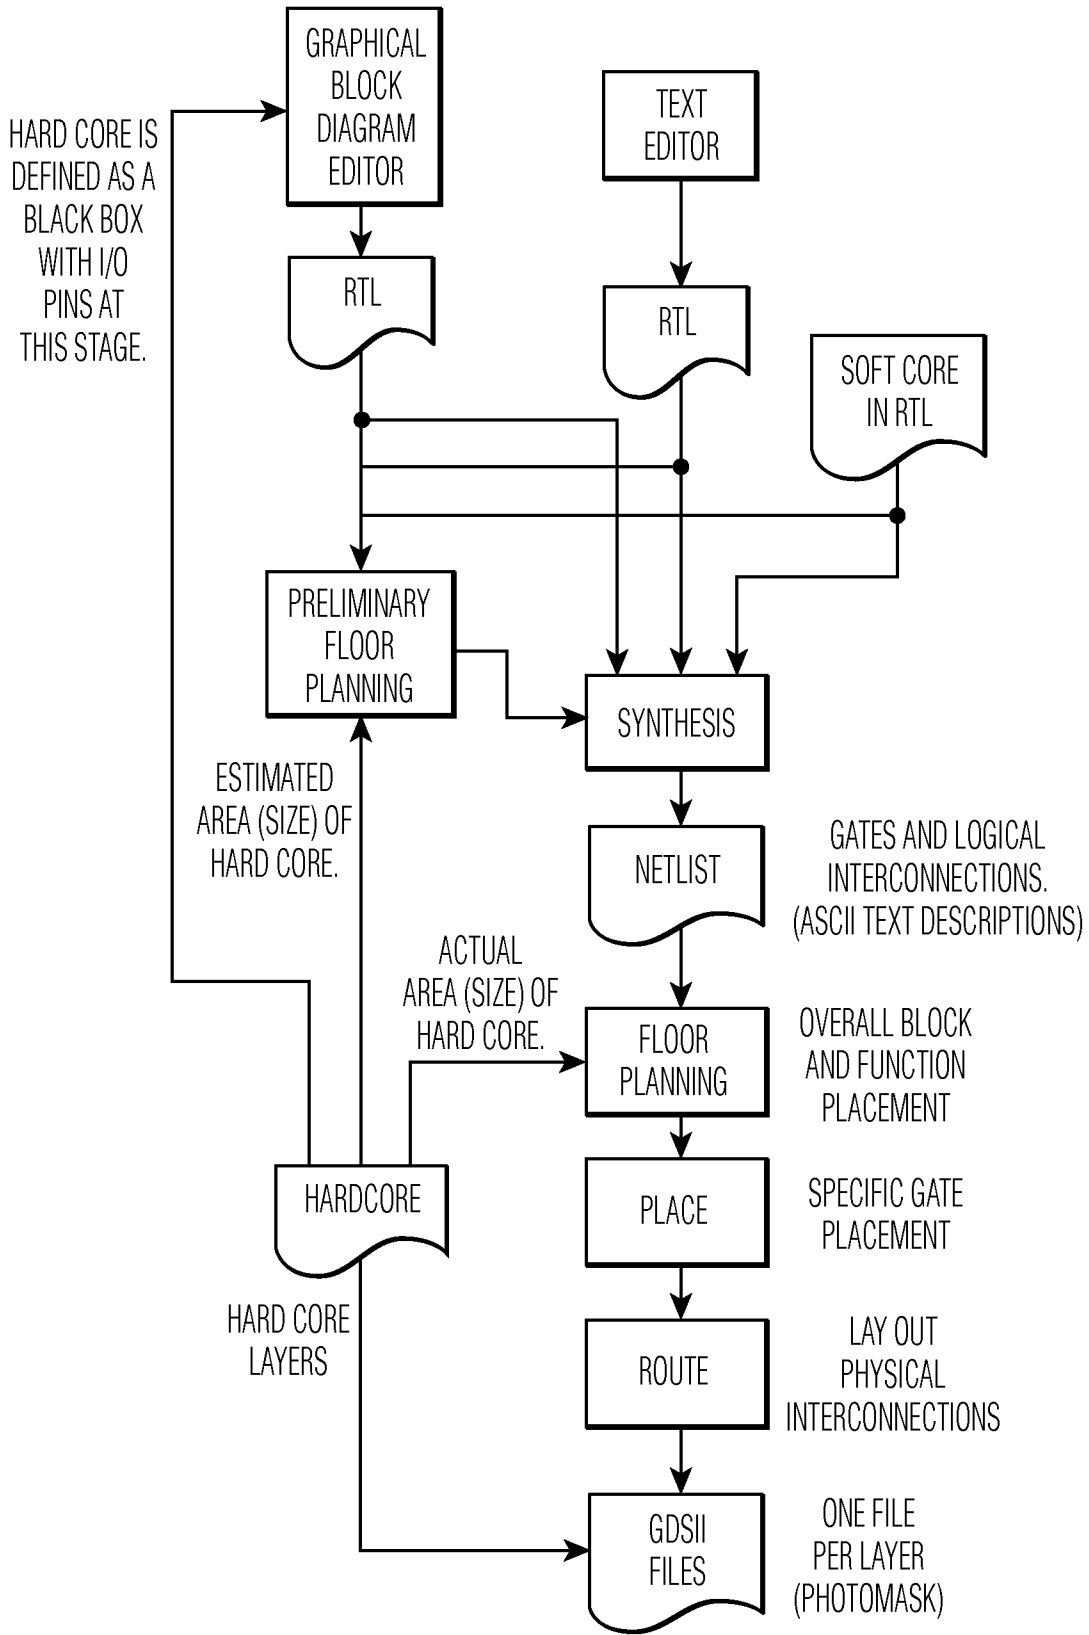 GRAPHICAL
BLOCK
DIAGRAM
EDITOR
TEXT
EDITOR
HARD CORE IS
DEFINED AS A
BLACK BOX
WITH I/O
PINS AT
THIS STAGE.
RTL
RTL
SOFT CORE
IN RTL
PRELIMINARY
FLOOR
PLANNING
SYNTHESIS
ESTIMATED
AREA (SIZE) OF
HARD CORE.
NETLIST
GATES AND LOGICAL
INTERCONNECTIONS.
(ASCII TEXT DESCRIPTIONS)
ACTUAL
AREA (SIZE) OF
HARD CORE.
FLOOR
PLANNING
OVERALL BLOCK
AND FUNCTION
PLACEMENT
HARDCORE
PLACE
SPECIFIC GATE
PLACEMENT
HARD CORE
LAYERS
ROUTE
LAY OUT
PHYSICAL
INTERCONNECTIONS
GDSII
FILES
ONE FILE
PER LAYER
(PHOTOMASK)